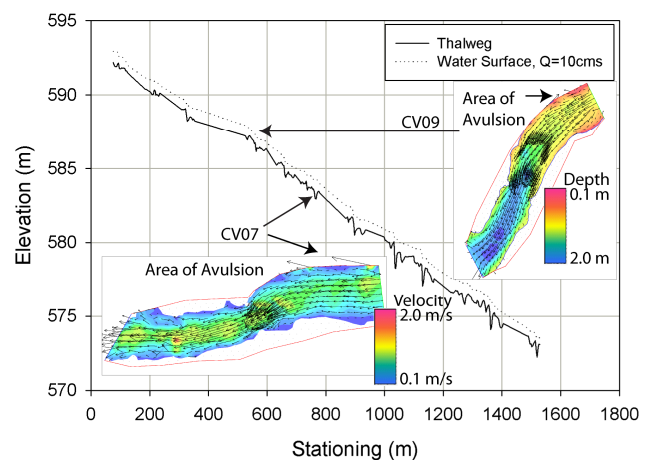 595
590
585
580
575
570
Elevation (m)
0
200
400
600
800
1000
1200
1400
1600
1800
Stationing (m)
Thalweg
Water Surface, Q=10cms
Area of
Avulsion
CV09
Depth
0.1 m
2.0 m
CV07
Area of Avulsion
Velocity
2.0 m/s
0.1 m/s